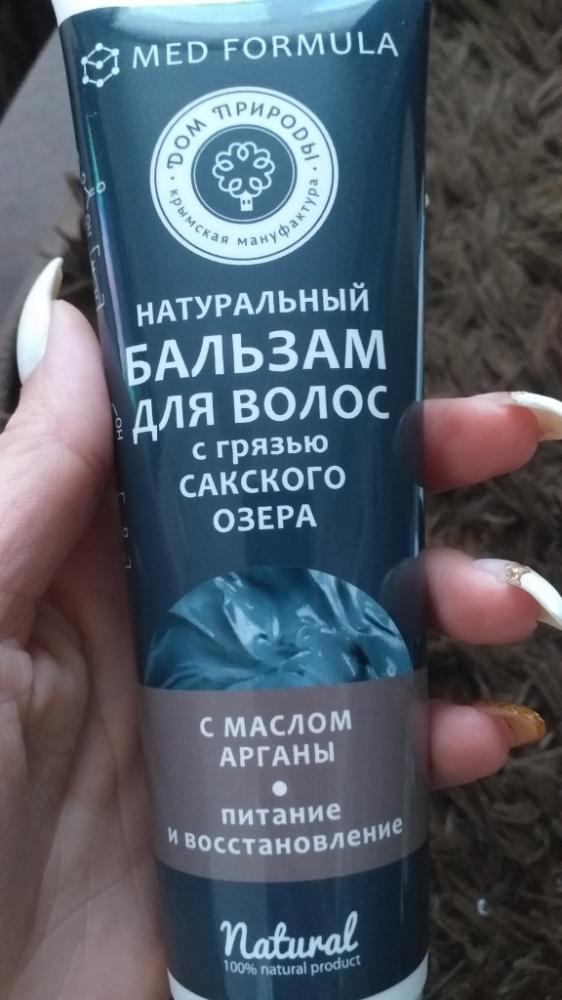 MED FORMULA
ДОМ ПРИРОДЫ
крымская мануфактура
НАТУРАЛЬНЫЙ
БАЛЬЗАМ
ДЛЯ ВОЛОС
с грязью
САКСКОГО
ОЗЕРА
С МАСЛОМ
АРГАНЫ
питание
и восстановление
Natural
100% natural product